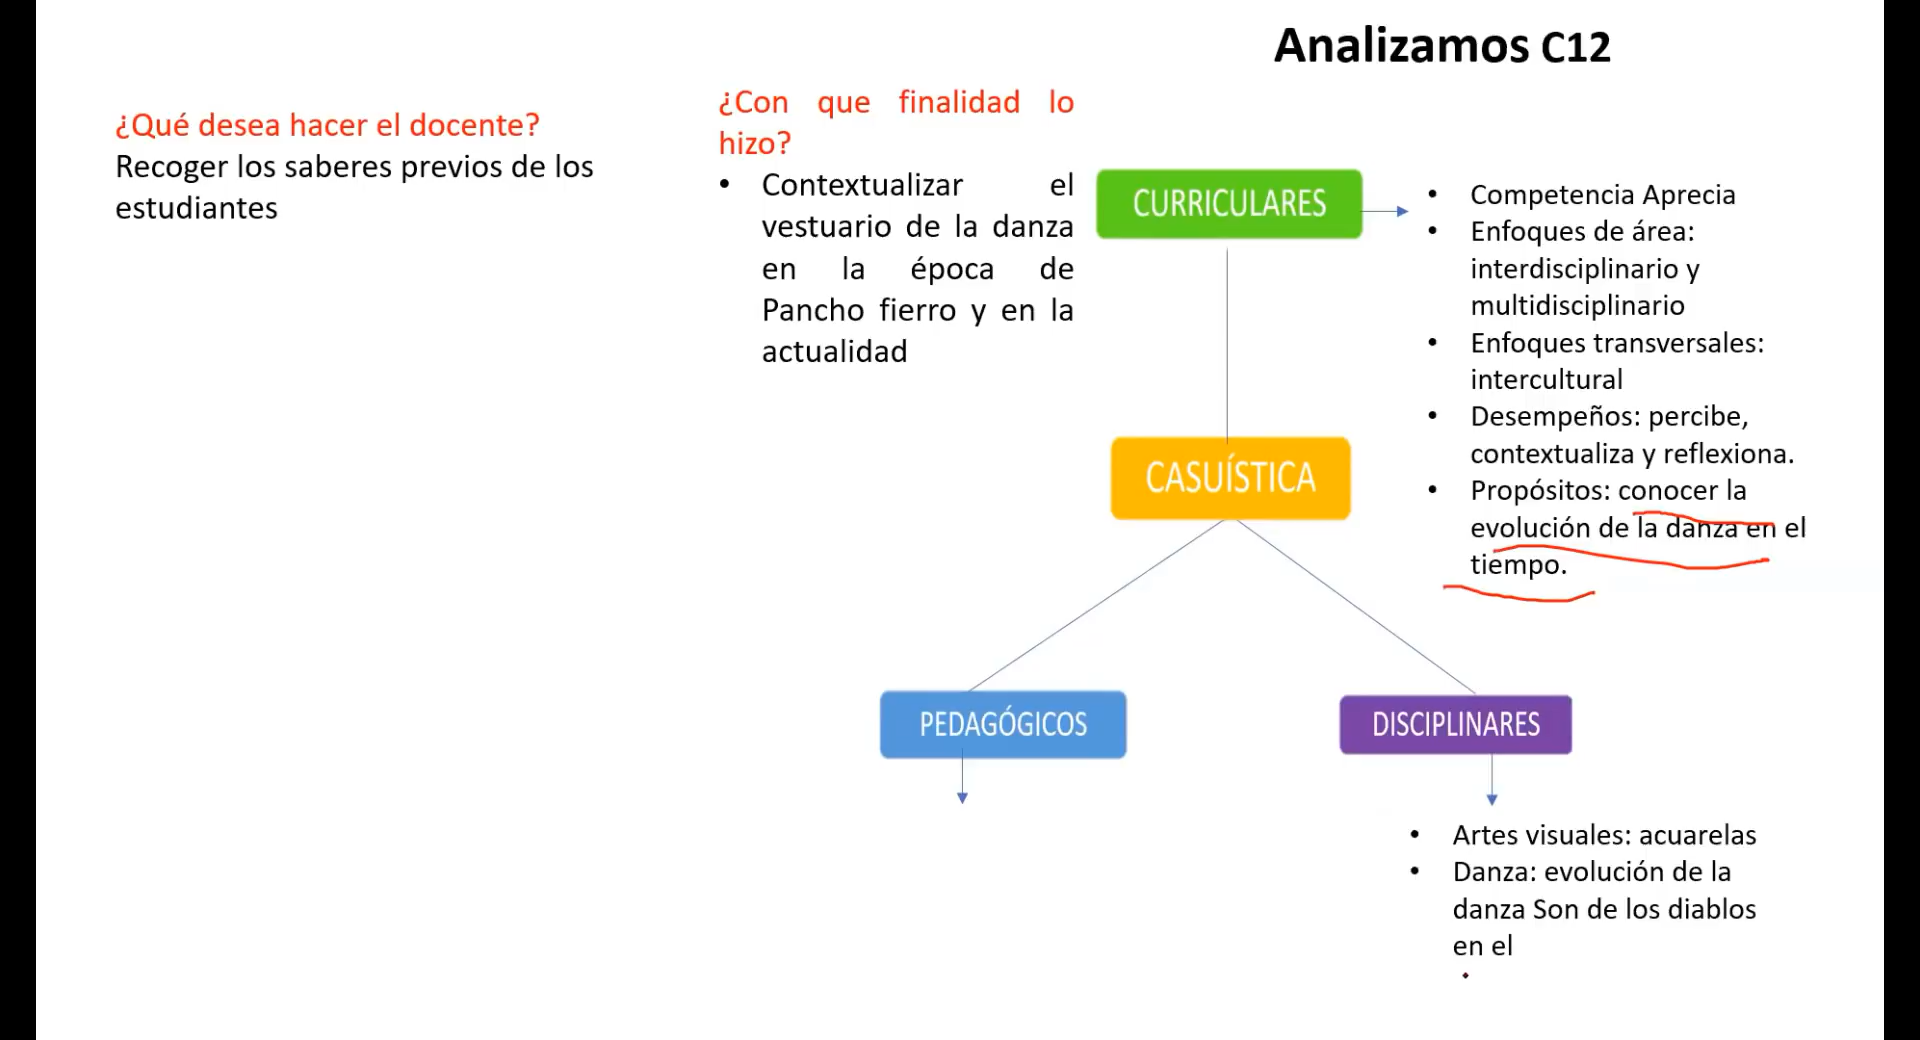 Analizamos C12
¿Qué desea hacer el docente?
Recoger los saberes previos de los
estudiantes
¿Con que finalidad lo
hizo?
• Contextualizar el
vestuario de la danza
en la época de
Pancho fierro y en la
actualidad
CURRICULARES
• Competencia Aprecia
• Enfoques de área:
interdisciplinario y
multidisciplinario
• Enfoques transversales:
intercultural
• Desempeños: percibe,
contextualiza y reflexiona.
• Propósitos: conocer la
evolución de la danza en el
tiempo.
CASUÍSTICA
PEDAGÓGICOS
DISCIPLINARES
• Artes visuales: acuarelas
• Danza: evolución de la
danza Son de los diablos
en el